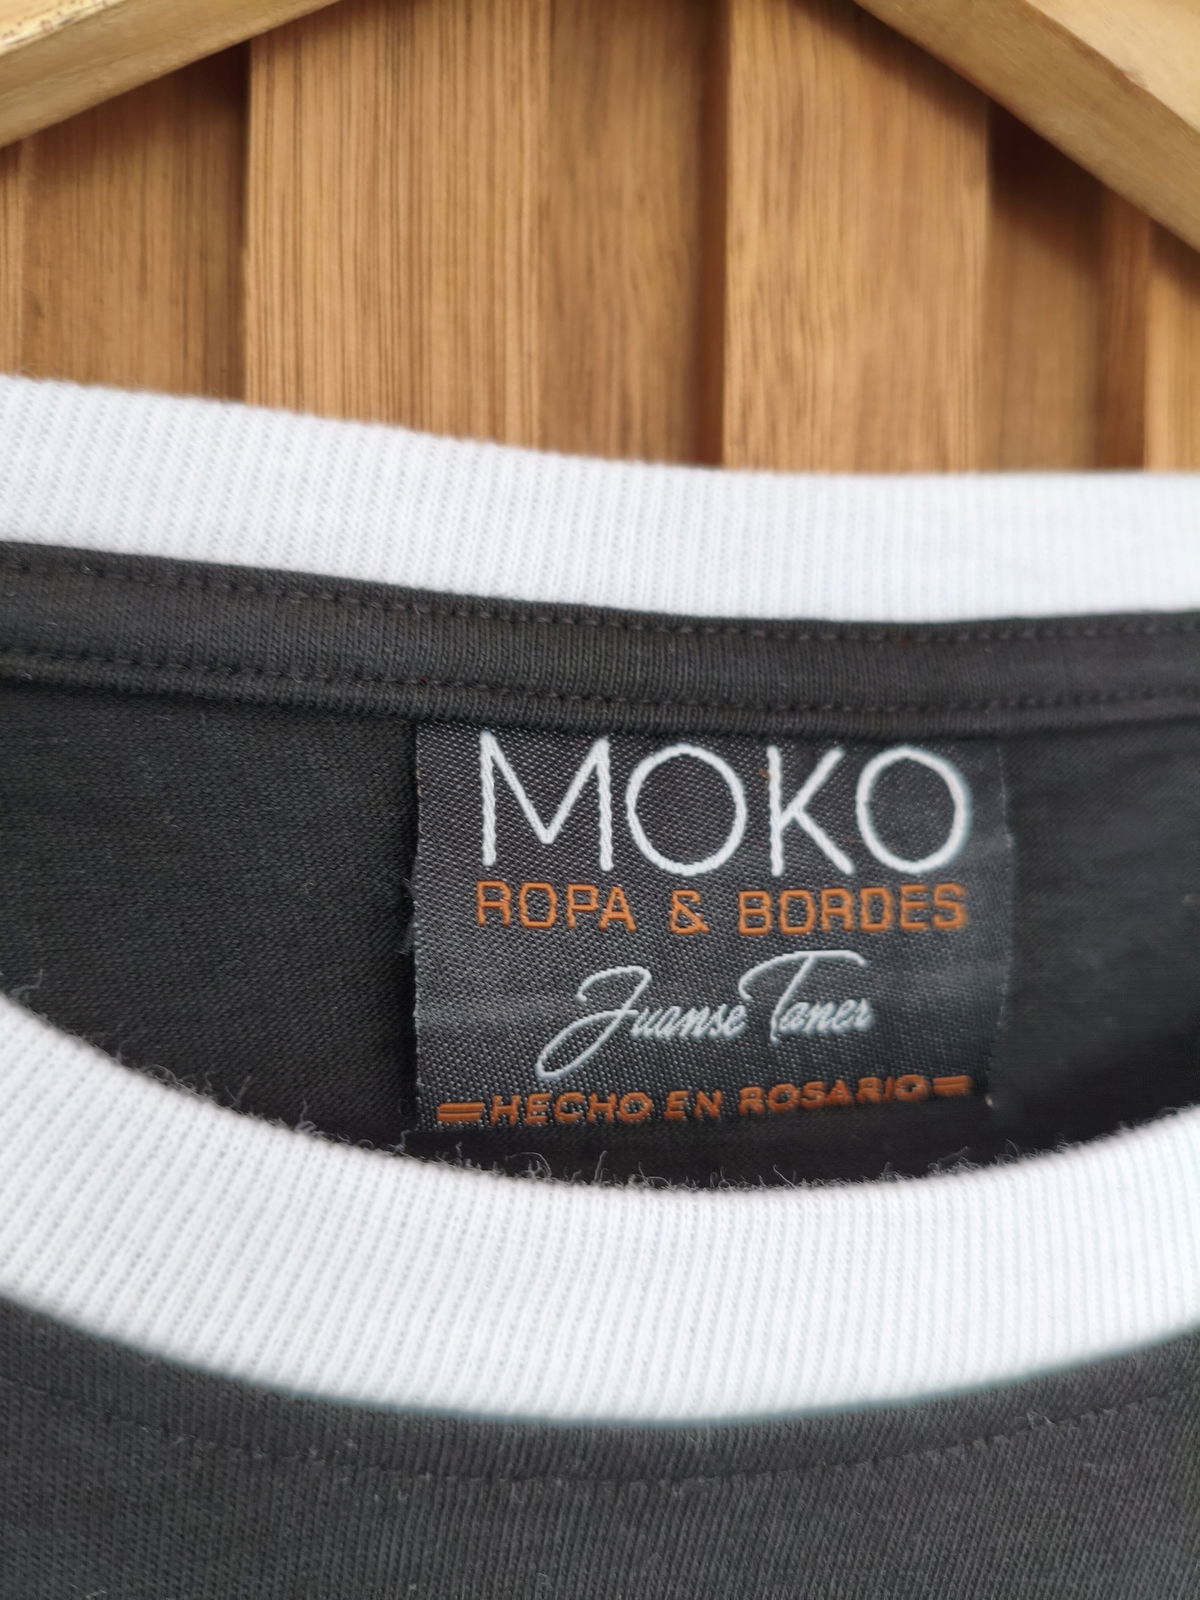 MOKO
ROPA & BORDES
Juanse Taner
=HECHO EN ROSARIO=